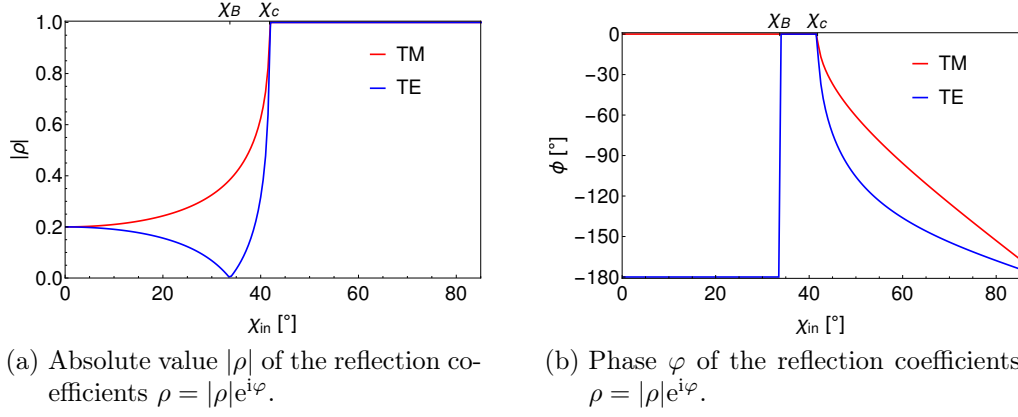 χB χc
1.0
0.8
0.6
0.4
0.2
0.0
|ρ|
TM
TE
0 20 40 60 80
χin [°]
(a) Absolute value |ρ| of the reflection co-
efficients ρ = |ρ|e^iφ.
χB χc
0
-30
-60
-90
-120
-150
-180
ϕ [°]
TM
TE
0 20 40 60 80
χin [°]
(b) Phase φ of the reflection coefficients
ρ = |ρ|e^iφ.